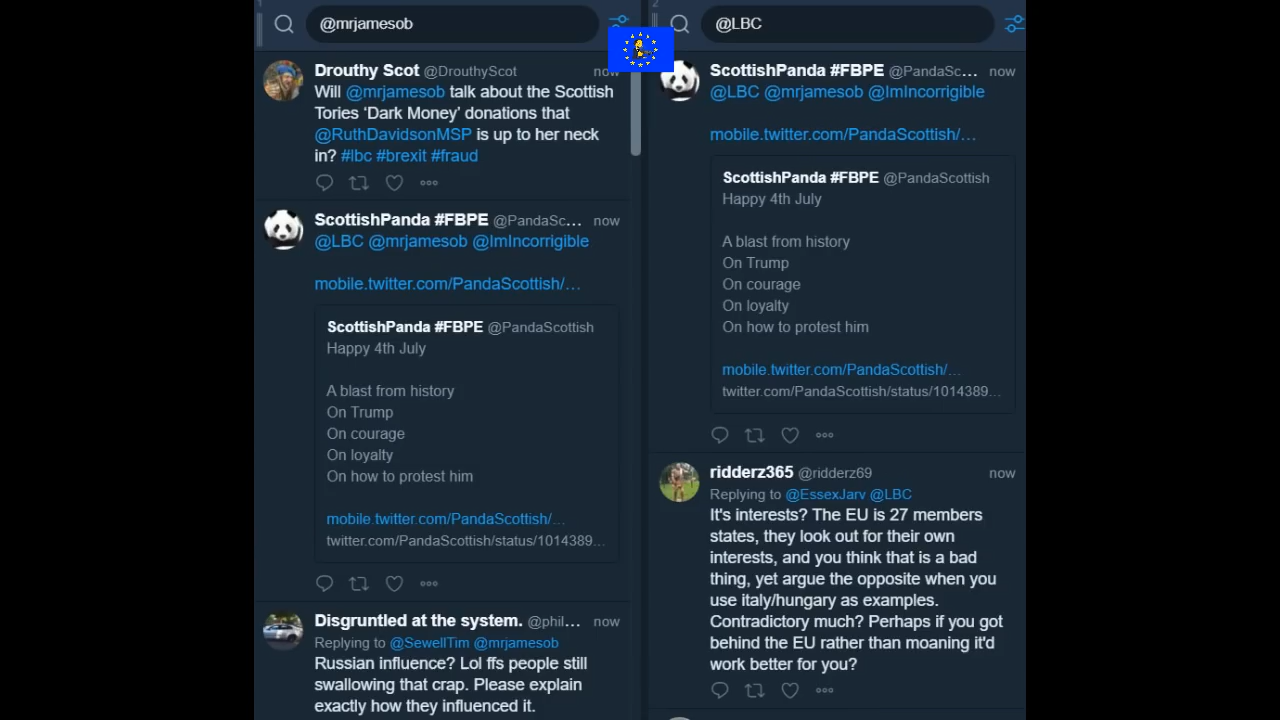 1
@mrjamesob
Drouthy Scot @DrouthyScot now
Will @mrjamesob talk about the Scottish
Tories ‘Dark Money’ donations that
@RuthDavidsonMSP is up to her neck
in? #lbc #brexit #fraud
ScottishPanda #FBPE @PandaSc… now
@LBC @mrjamesob @ImIncorrigible
mobile.twitter.com/PandaScottish/…
ScottishPanda #FBPE @PandaScottish
Happy 4th July
A blast from history
On Trump
On courage
On loyalty
On how to protest him
mobile.twitter.com/PandaScottish/…
twitter.com/PandaScottish/status/1014389…
Disgruntled at the system. @phil… now
Replying to @SewellTim @mrjamesob
Russian influence? Lol ffs people still
swallowing that crap. Please explain
exactly how they influenced it.
2
@LBC
ScottishPanda #FBPE @PandaSc… now
@LBC @mrjamesob @ImIncorrigible
mobile.twitter.com/PandaScottish/…
ScottishPanda #FBPE @PandaScottish
Happy 4th July
A blast from history
On Trump
On courage
On loyalty
On how to protest him
mobile.twitter.com/PandaScottish/…
twitter.com/PandaScottish/status/1014389…
ridderz365 @ridderz69 now
Replying to @EssexJarv @LBC
It's interests? The EU is 27 members
states, they look out for their own
interests, and you think that is a bad
thing, yet argue the opposite when you
use italy/hungary as examples.
Contradictory much? Perhaps if you got
behind the EU rather than moaning it'd
work better for you?